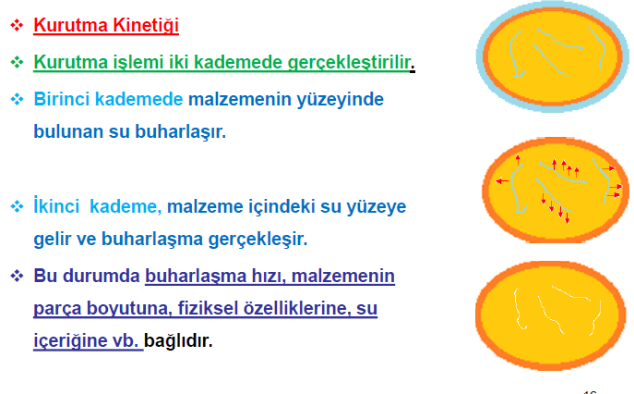 ❖ Kurutma Kinetiği
❖ Kurutma işlemi iki kademede gerçekleştirilir.
❖ Birinci kademede malzemenin yüzeyinde
bulunan su buharlaşır.
❖ İkinci kademe, malzeme içindeki su yüzeye
gelir ve buharlaşma gerçekleşir.
❖ Bu durumda buharlaşma hızı, malzemenin
parça boyutuna, fiziksel özelliklerine, su
içeriğine vb. bağlıdır.